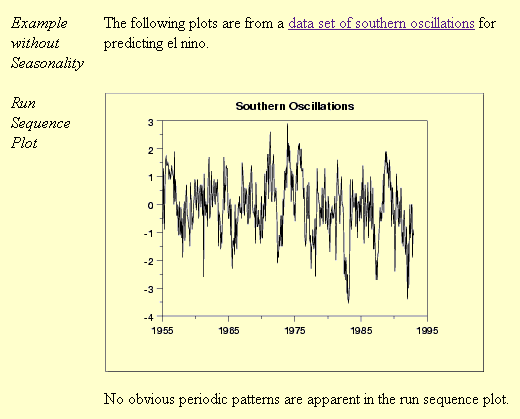 Example without Seasonality
The following plots are from a data set of southern oscillations for
predicting el nino.
Run Sequence Plot
Southern Oscillations
3
2
1
0
-1
-2
-3
-4
1955 1965 1975 1985 1995
No obvious periodic patterns are apparent in the run sequence plot.